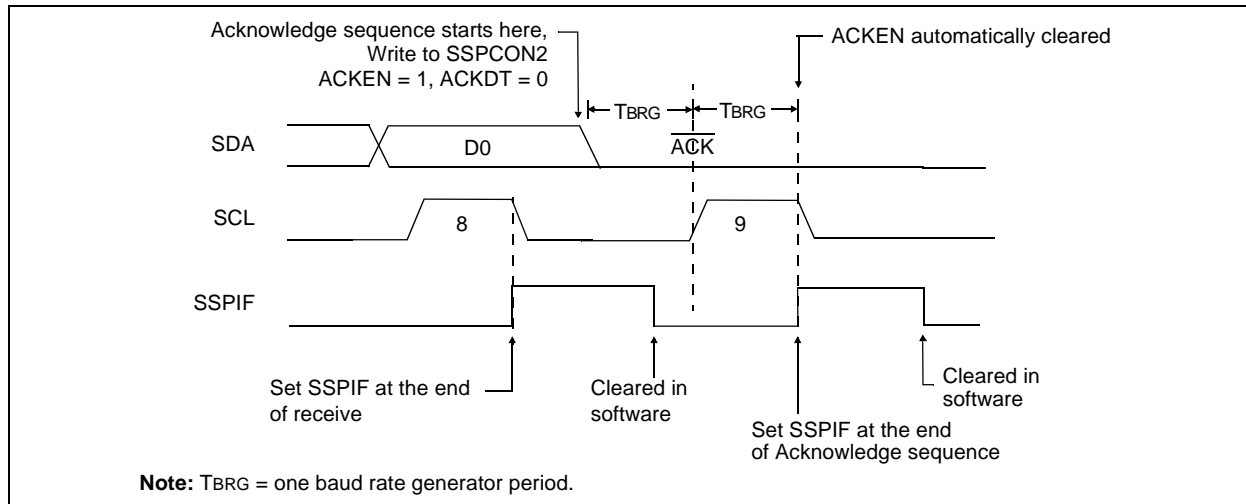 Acknowledge sequence starts here,
Write to SSPCON2
ACKEN = 1, ACKDT = 0
ACKEN automatically cleared
TBRG
TBRG
SDA
D0
ACK
SCL
8
9
SSPIF
Set SSPIF at the end
of receive
Cleared in
software
Set SSPIF at the end
of Acknowledge sequence
Cleared in
software
Note: TBRG = one baud rate generator period.